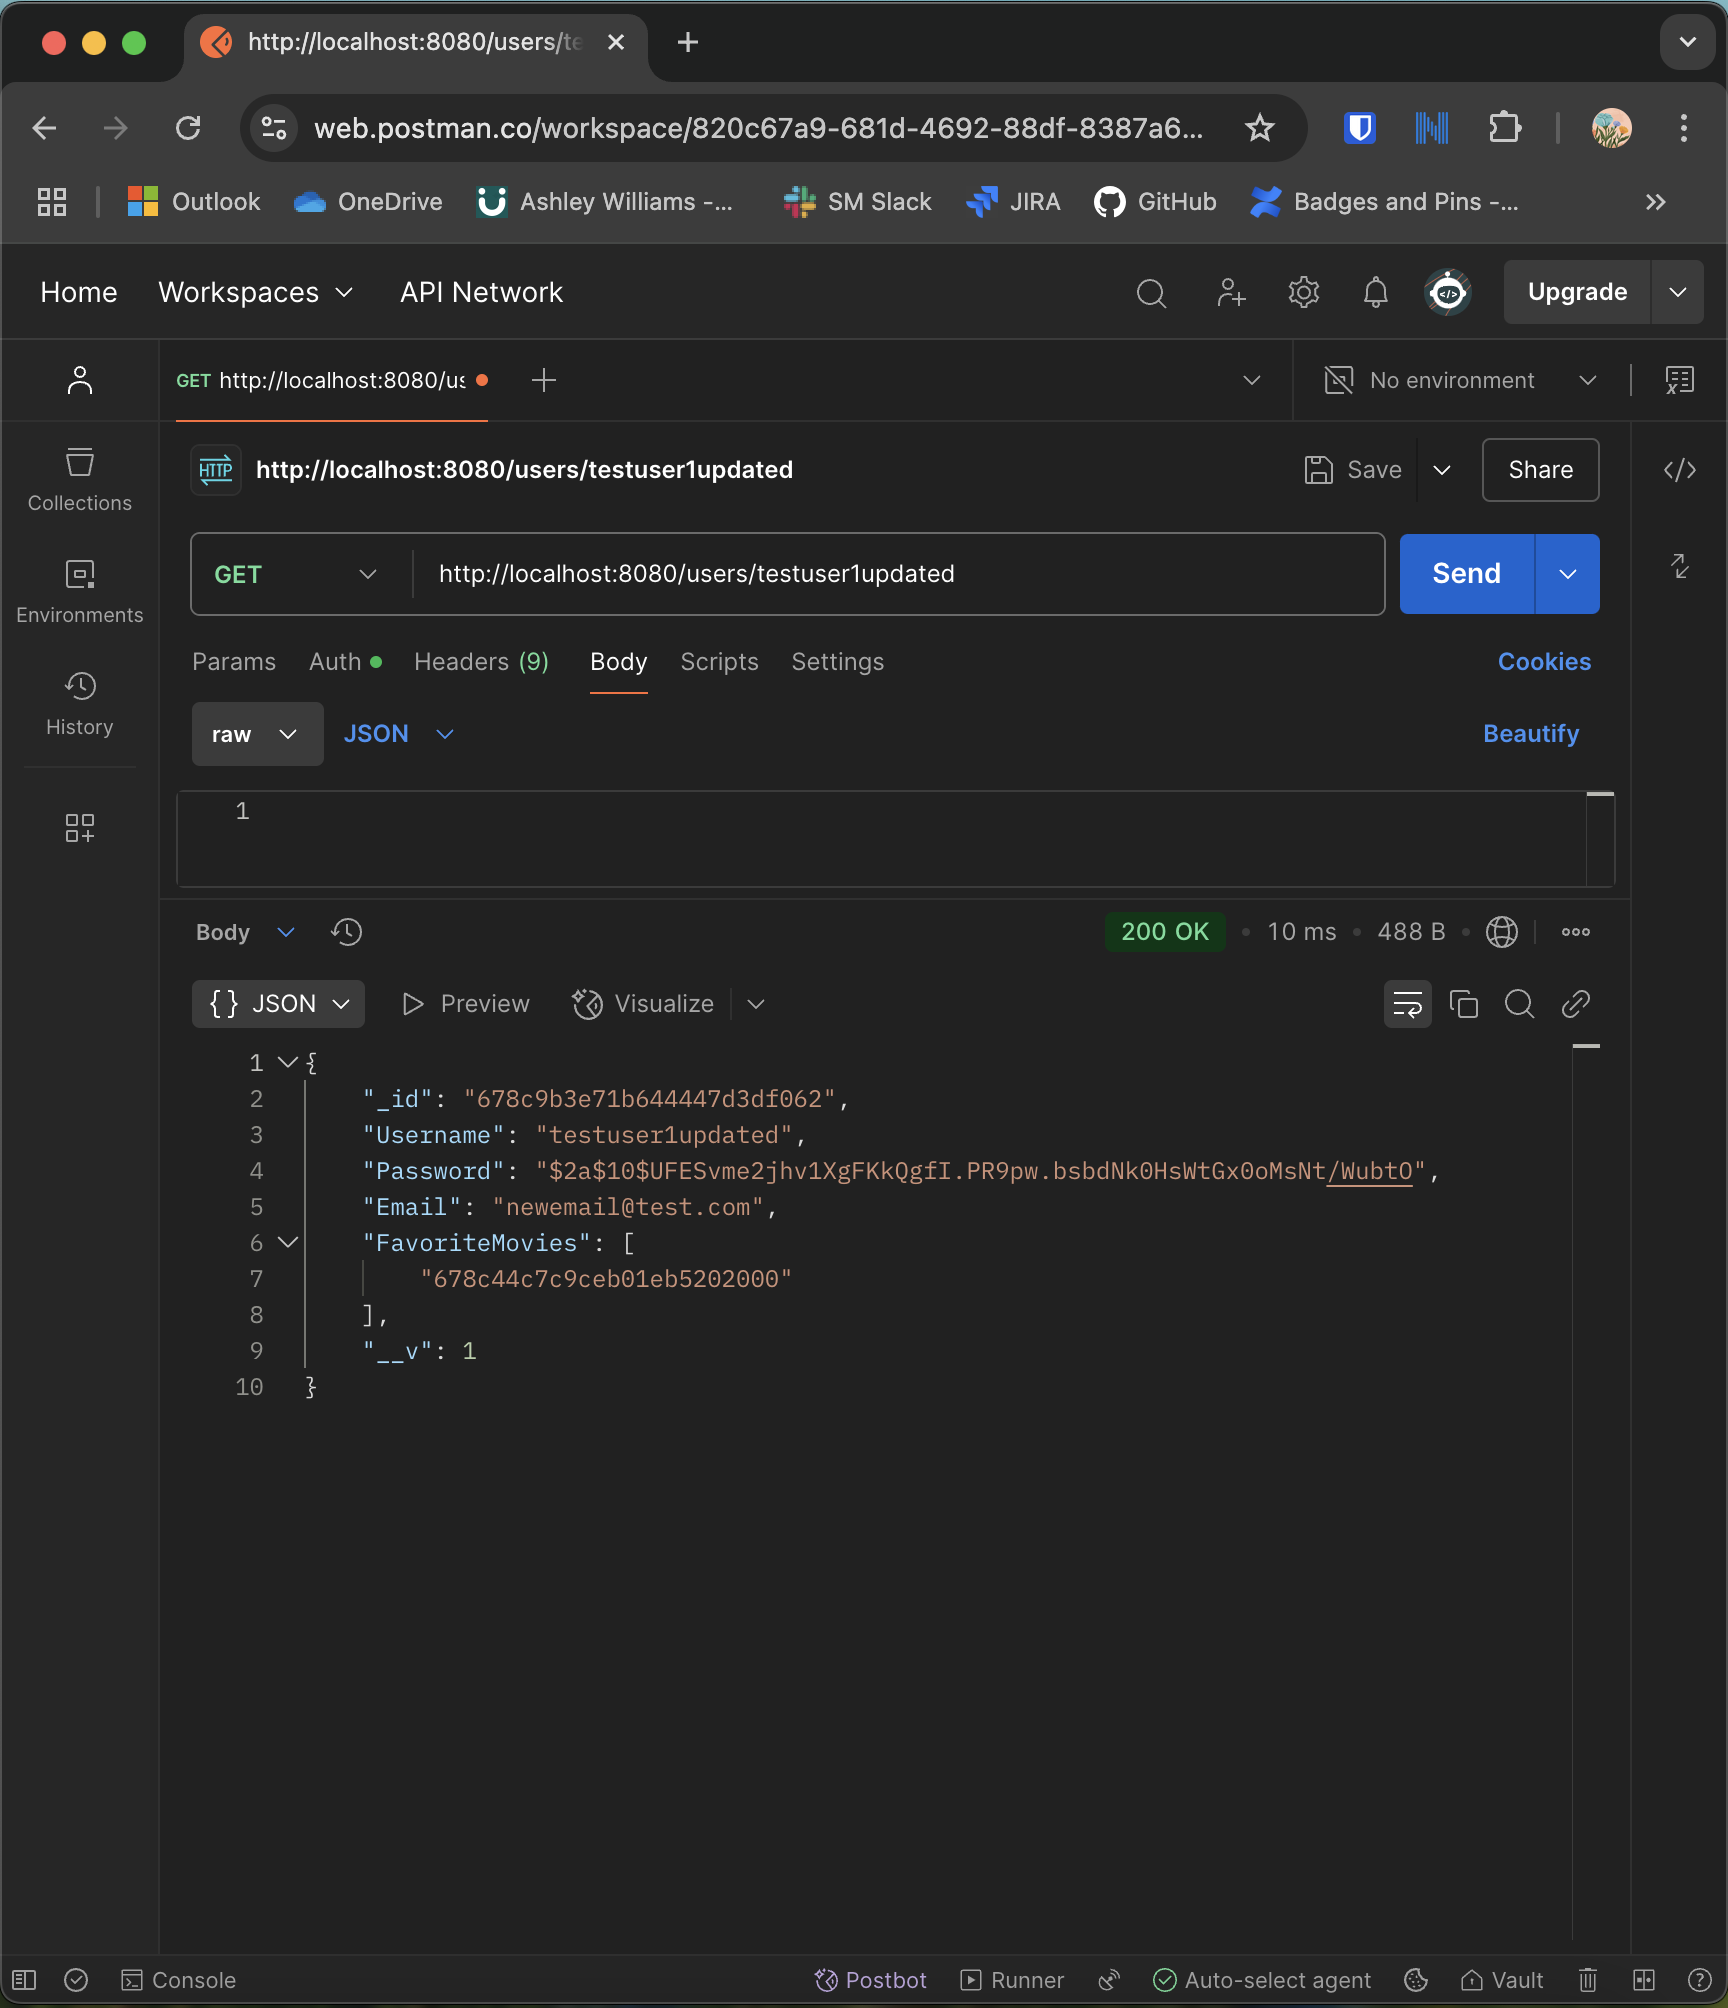 http://localhost:8080/users/te
web.postman.co/workspace/820c67a9-681d-4692-88df-8387a6...
Outlook OneDrive Ashley Williams -... SM Slack JIRA GitHub Badges and Pins -...
Home Workspaces API Network Upgrade
GET http://localhost:8080/us No environment
HTTP http://localhost:8080/users/testuser1updated Save Share
Collections
GET http://localhost:8080/users/testuser1updated Send
Environments
Params Auth Headers (9) Body Scripts Settings Cookies
History
raw JSON Beautify
1
Body 200 OK 10 ms 488 B
{} JSON Preview Visualize
1 {
2 "_id": "678c9b3e71b644447d3df062",
3 "Username": "testuser1updated",
4 "Password": "$2a$10$UFESvme2jhv1XgFKkQgfI.PR9pw.bsbdNk0HsWtGx0oMsNt/WubtO",
5 "Email": "newemail@test.com",
6 "FavoriteMovies": [
7 "678c44c7c9ceb01eb5202000"
8 ],
9 "__v": 1
10 }
Console Postbot Runner Auto-select agent Vault